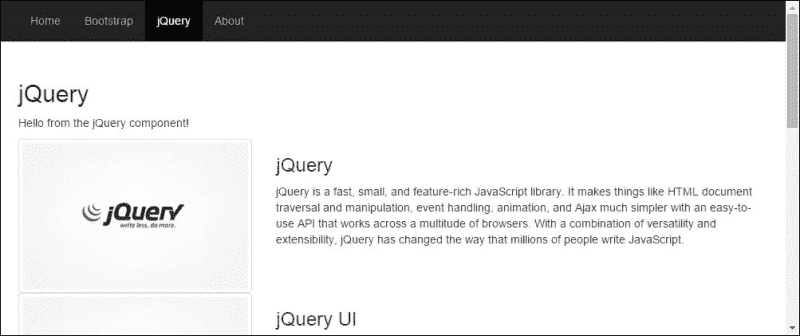 Home Bootstrap jQuery About
jQuery
Hello from the jQuery component!
jQuery
write less, do more.
jQuery
jQuery is a fast, small, and feature-rich JavaScript library. It makes things like HTML document
traversal and manipulation, event handling, animation, and Ajax much simpler with an easy-to-
use API that works across a multitude of browsers. With a combination of versatility and
extensibility, jQuery has changed the way that millions of people write JavaScript.
jQuery UI